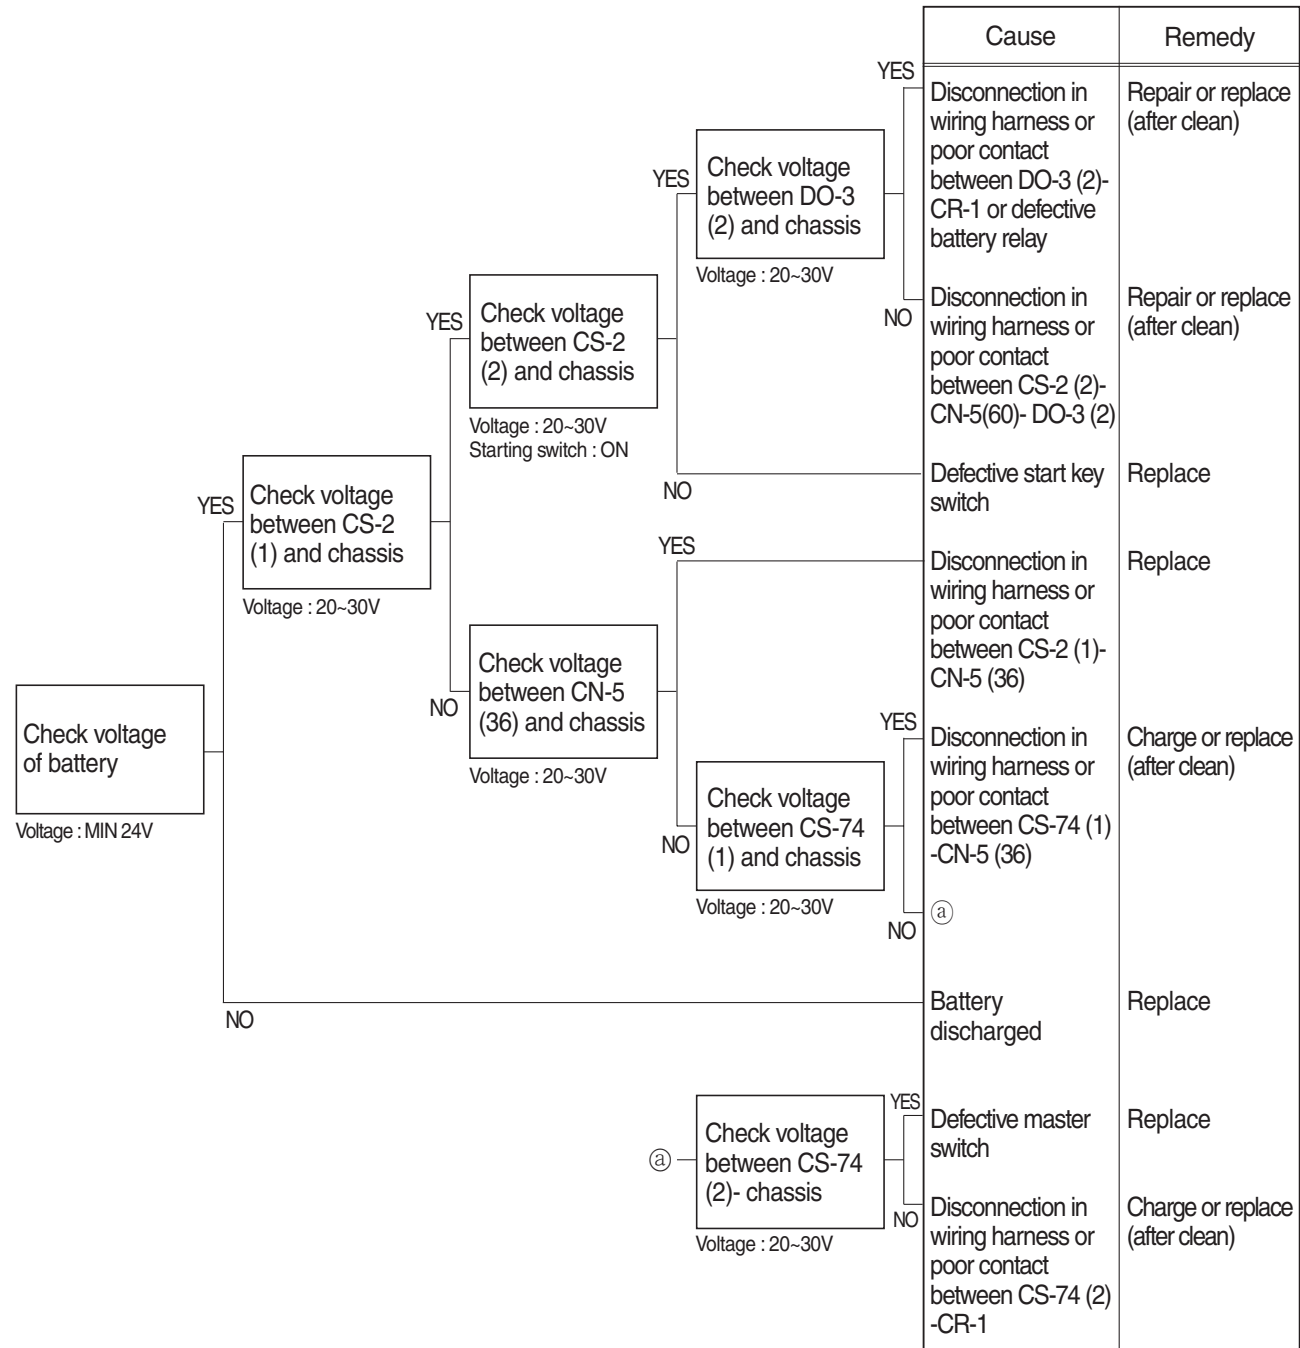 Cause
Remedy
YES
Disconnection in
wiring harness or
poor contact
between DO-3 (2)-
CR-1 or defective
battery relay
Repair or replace
(after clean)
YES
Check voltage
between DO-3
(2) and chassis
Voltage : 20~30V
NO
Disconnection in
wiring harness or
poor contact
between CS-2 (2)-
CN-5(60)- DO-3 (2)
Repair or replace
(after clean)
YES
Check voltage
between CS-2
(2) and chassis
Voltage : 20~30V
Starting switch : ON
NO
Defective start key
switch
Replace
YES
Check voltage
between CS-2
(1) and chassis
Voltage : 20~30V
YES
Disconnection in
wiring harness or
poor contact
between CS-2 (1)-
CN-5 (36)
Replace
NO
Check voltage
between CN-5
(36) and chassis
Voltage : 20~30V
Check voltage
of battery
Voltage : MIN 24V
YES
Disconnection in
wiring harness or
poor contact
between CS-74 (1)
-CN-5 (36)
Charge or replace
(after clean)
NO
Check voltage
between CS-74
(1) and chassis
Voltage : 20~30V
NO
ⓐ
NO
Battery
discharged
Replace
ⓐ
Check voltage
between CS-74
(2)- chassis
Voltage : 20~30V
YES
Defective master
switch
Replace
NO
Disconnection in
wiring harness or
poor contact
between CS-74 (2)
-CR-1
Charge or replace
(after clean)